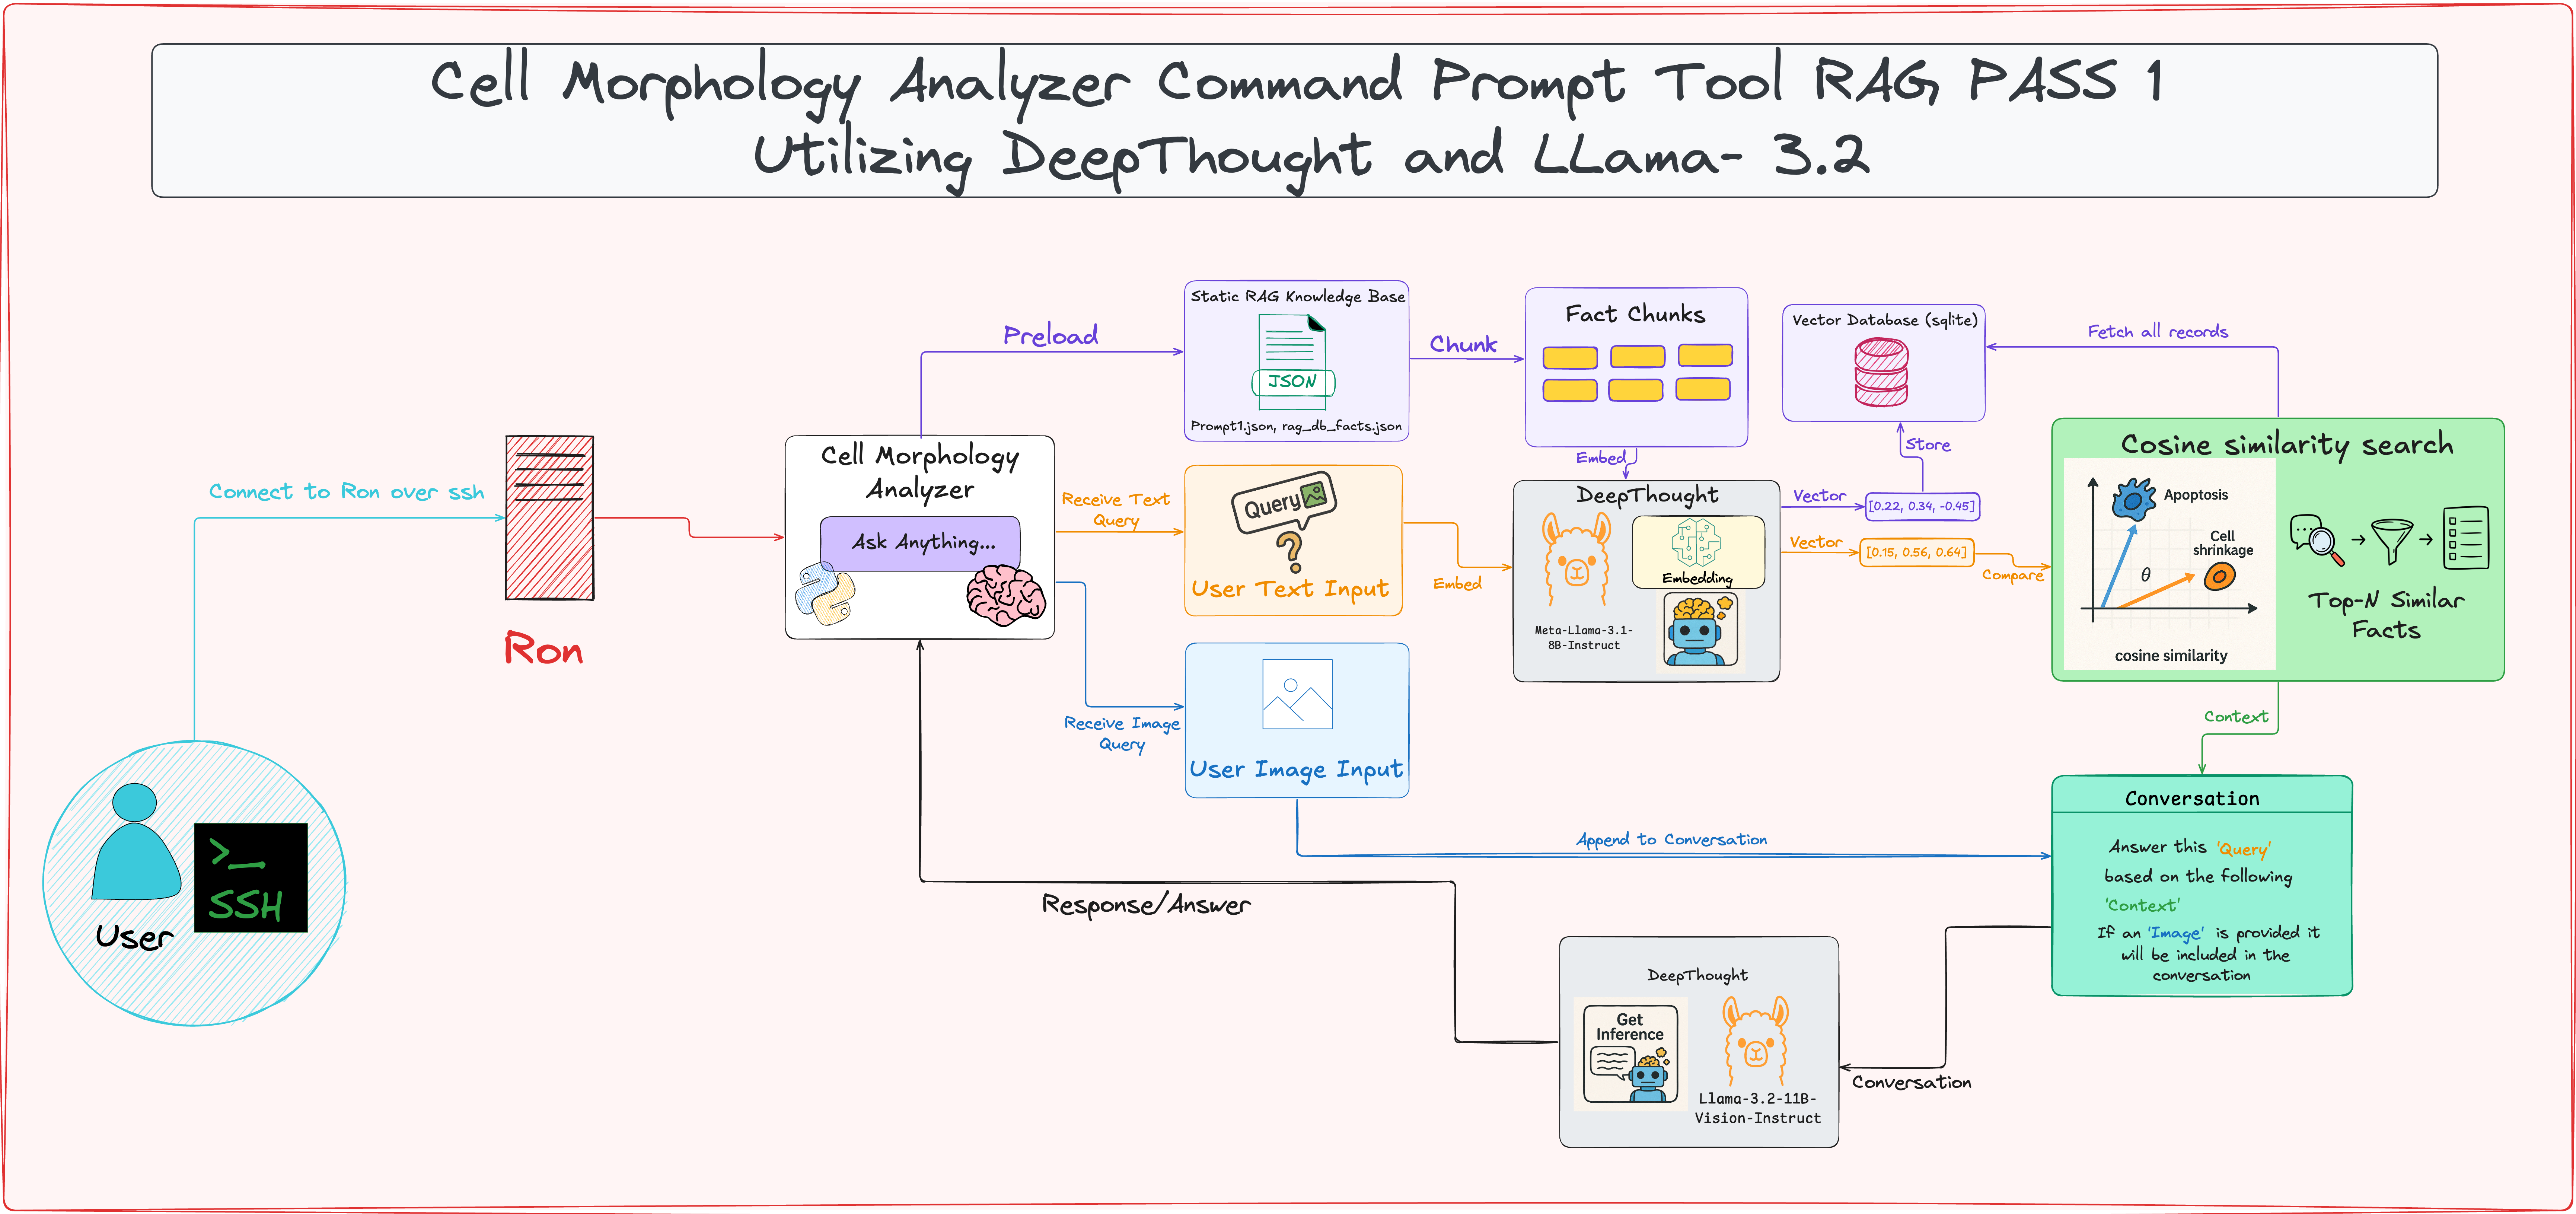 Cell Morphology Analyzer Command Prompt Tool RAG PASS 1
Utilizing DeepThought and LLama- 3.2
Connect to Ron over ssh
Ron
>_
SSH
User
Cell Morphology
Analyzer
Ask Anything...
Preload
Static RAG Knowledge Base
JSON
Prompt1.json, rag_db_facts.json
Chunk
Fact Chunks
Embed
Receive Text
Query
Query
?
User Text Input
Embed
Receive Image
Query
User Image Input
DeepThought
Embedding
Meta-Llama-3.1-
8B-Instruct
Vector
[0.22, 0.34, -0.45]
Store
Vector Database (sqlite)
Fetch all records
Vector
[0.15, 0.56, 0.64]
Compare
Cosine similarity search
Apoptosis
Cell
shrinkage
θ
cosine similarity
Top-N Similar
Facts
Context
Append to Conversation
Conversation
Answer this 'Query'
based on the following
'Context'
If an 'Image' is provided it
will be included in the
conversation
Conversation
DeepThought
Get
Inference
Llama-3.2-11B-
Vision-Instruct
Response/Answer